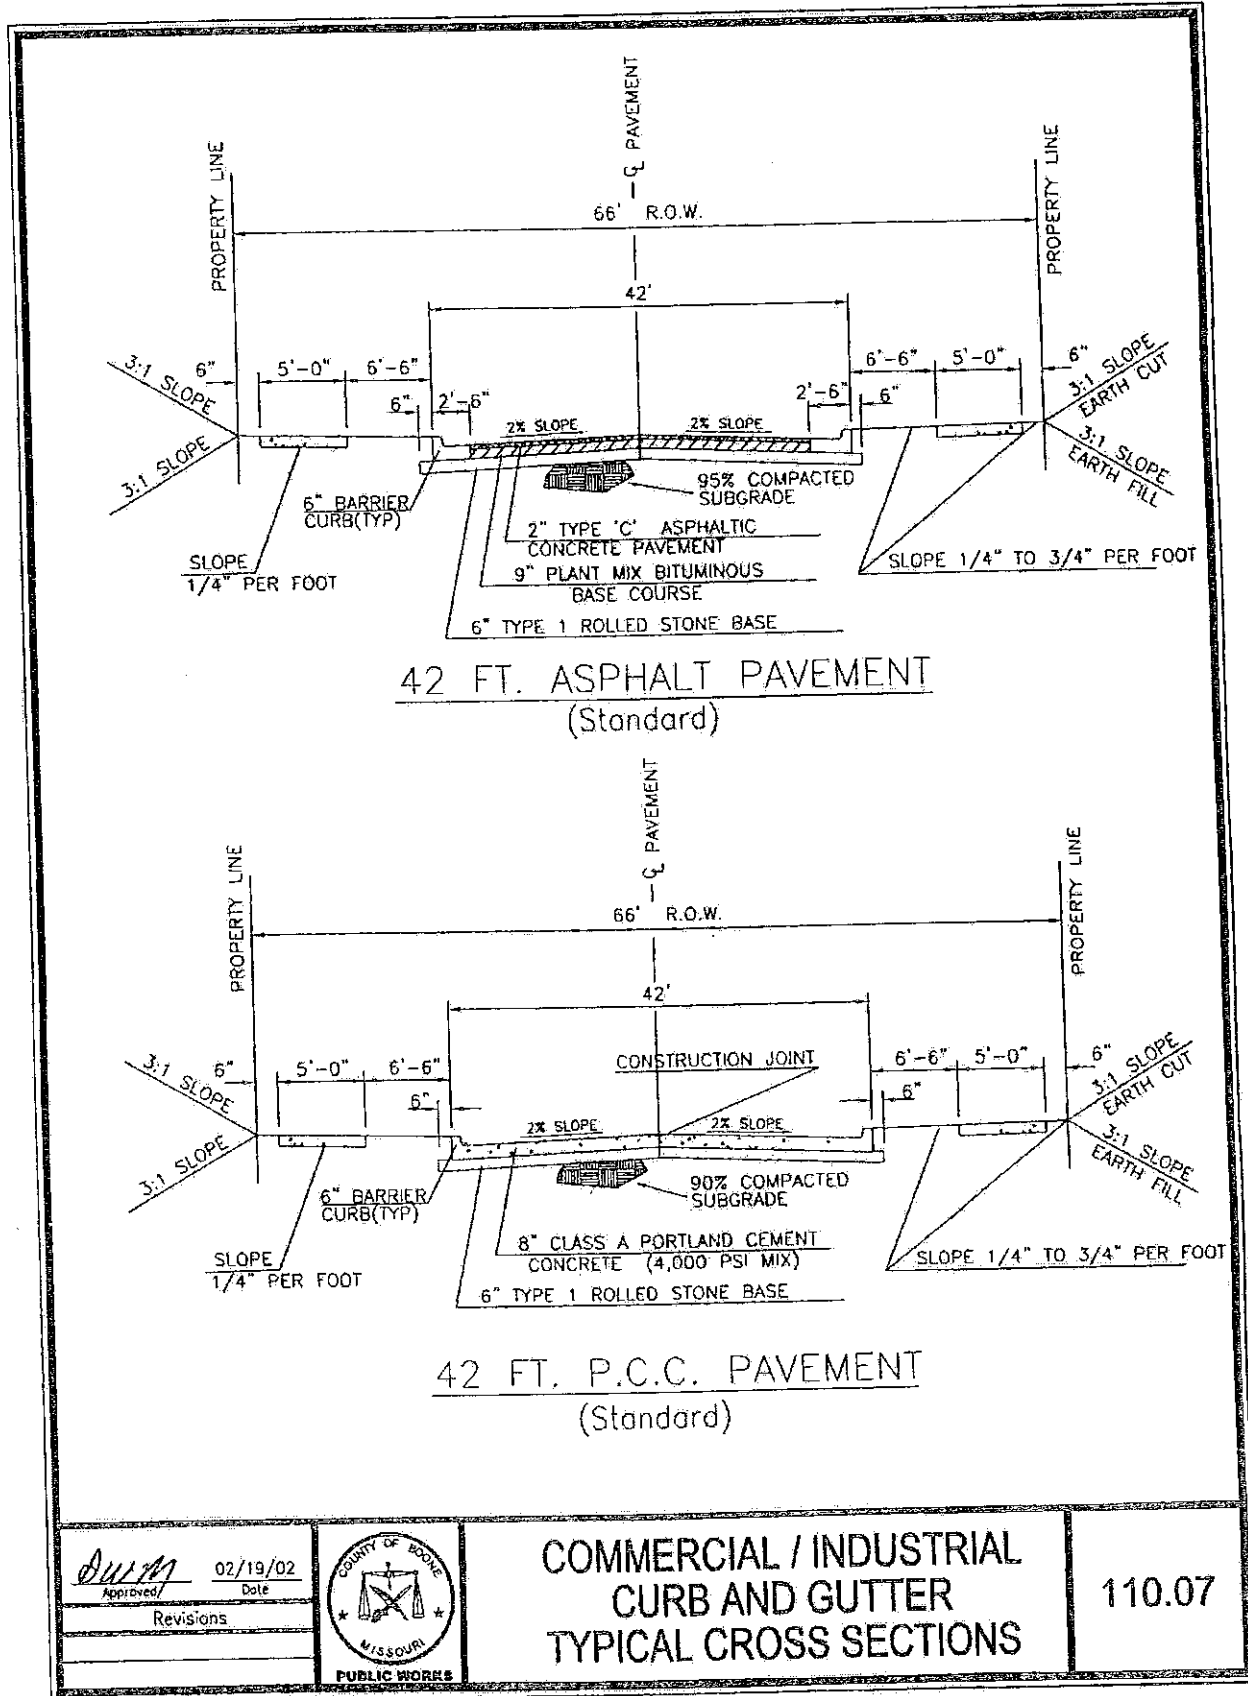 ℄ PAVEMENT
PROPERTY LINE
PROPERTY LINE
66' R.O.W.
42'
3:1 SLOPE
6"
5'-0"
6'-6"
6'-6"
5'-0"
6"
3:1 SLOPE
EARTH CUT
6"
2'-6"
2'-6"
6"
2% SLOPE
2% SLOPE
3:1 SLOPE
3:1 SLOPE
EARTH FILL
6" BARRIER
CURB(TYP)
95% COMPACTED
SUBGRADE
2" TYPE 'C' ASPHALTIC
CONCRETE PAVEMENT
SLOPE
1/4" PER FOOT
SLOPE 1/4" TO 3/4" PER FOOT
9" PLANT MIX BITUMINOUS
BASE COURSE
6" TYPE 1 ROLLED STONE BASE
42 FT. ASPHALT PAVEMENT
(Standard)
℄ PAVEMENT
PROPERTY LINE
PROPERTY LINE
66' R.O.W.
42'
3:1 SLOPE
6"
5'-0"
6'-6"
CONSTRUCTION JOINT
6'-6"
5'-0"
6"
3:1 SLOPE
EARTH CUT
6"
6"
2% SLOPE
2% SLOPE
3:1 SLOPE
3:1 SLOPE
EARTH FILL
6" BARRIER
CURB(TYP)
90% COMPACTED
SUBGRADE
8" CLASS A PORTLAND CEMENT
CONCRETE (4,000 PSI MIX)
SLOPE
1/4" PER FOOT
SLOPE 1/4" TO 3/4" PER FOOT
6" TYPE 1 ROLLED STONE BASE
42 FT. P.C.C. PAVEMENT
(Standard)
02/19/02
Approved
Date
Revisions
COUNTY OF BOONE
MISSOURI
PUBLIC WORKS
COMMERCIAL / INDUSTRIAL
CURB AND GUTTER
TYPICAL CROSS SECTIONS
110.07